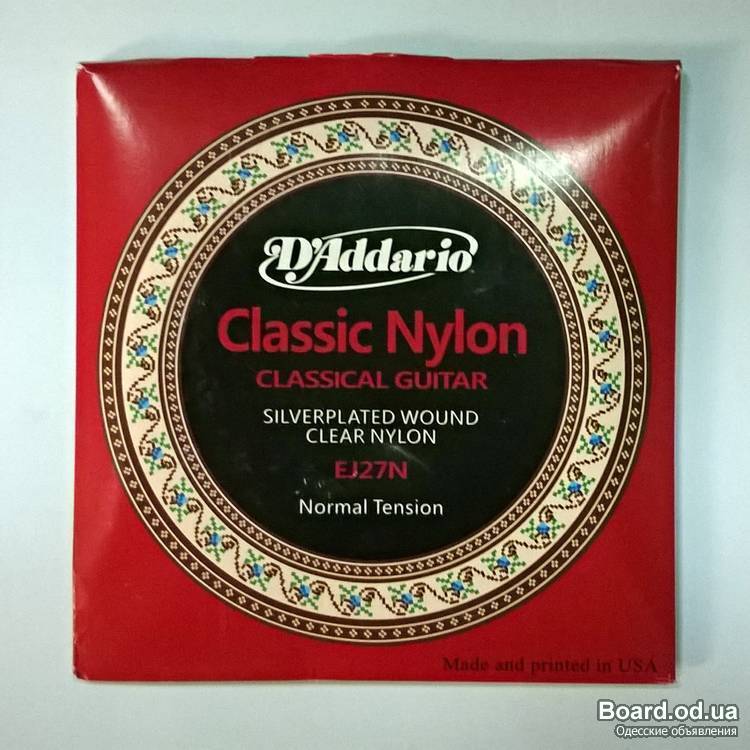 D'Addario
Classic Nylon
CLASSICAL GUITAR
SILVERPLATED WOUND
CLEAR NYLON
EJ27N
Normal Tension
Made and printed in USA
Board.od.ua
Одесские объявления